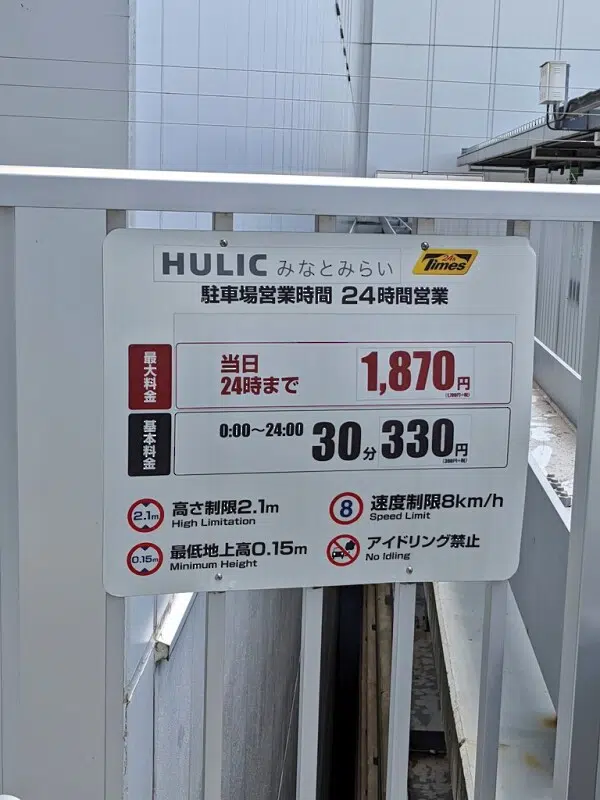 HULIC みなとみらい
24h Times
駐車場営業時間 24時間営業
最大料金
当日
24時まで
1,870円
基本料金
0:00～24:00 30分 330円
2.1m 高さ制限2.1m
High Limitation
8 速度制限8km/h
Speed Limit
0.15m 最低地上高0.15m
Minimum Height
アイドリング禁止
No Idling